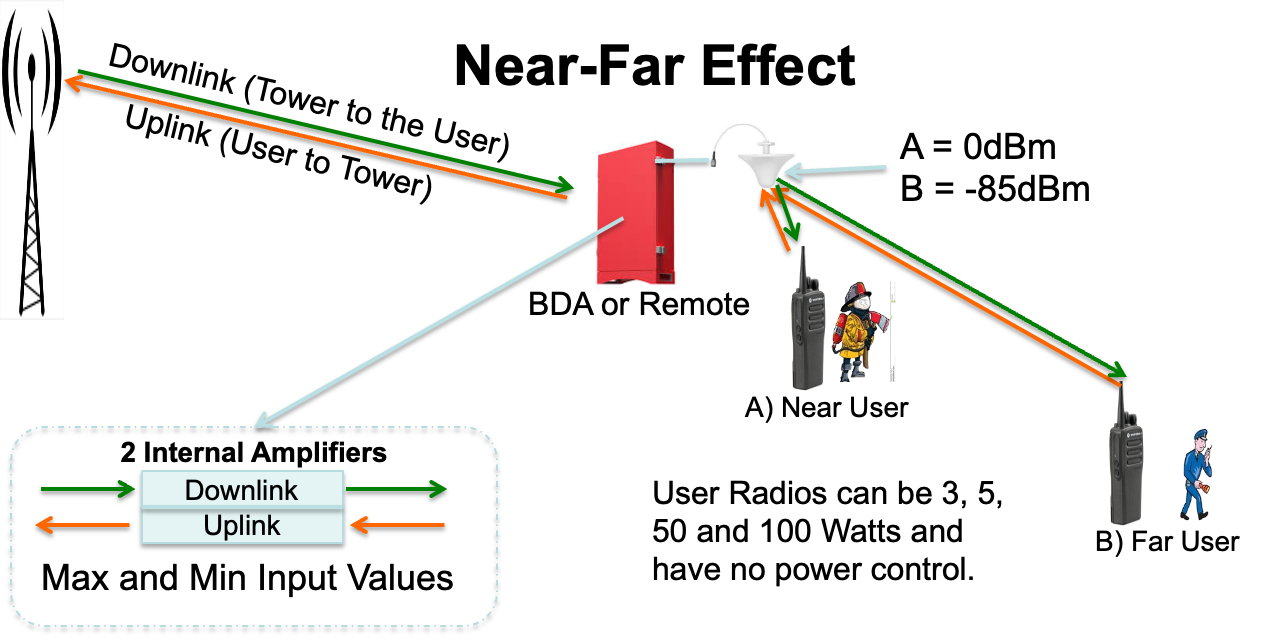 Near-Far Effect
Downlink (Tower to the User)
Uplink (User to Tower)
A = 0dBm
B = -85dBm
BDA or Remote
A) Near User
B) Far User
2 Internal Amplifiers
Downlink
Uplink
Max and Min Input Values
User Radios can be 3, 5,
50 and 100 Watts and
have no power control.